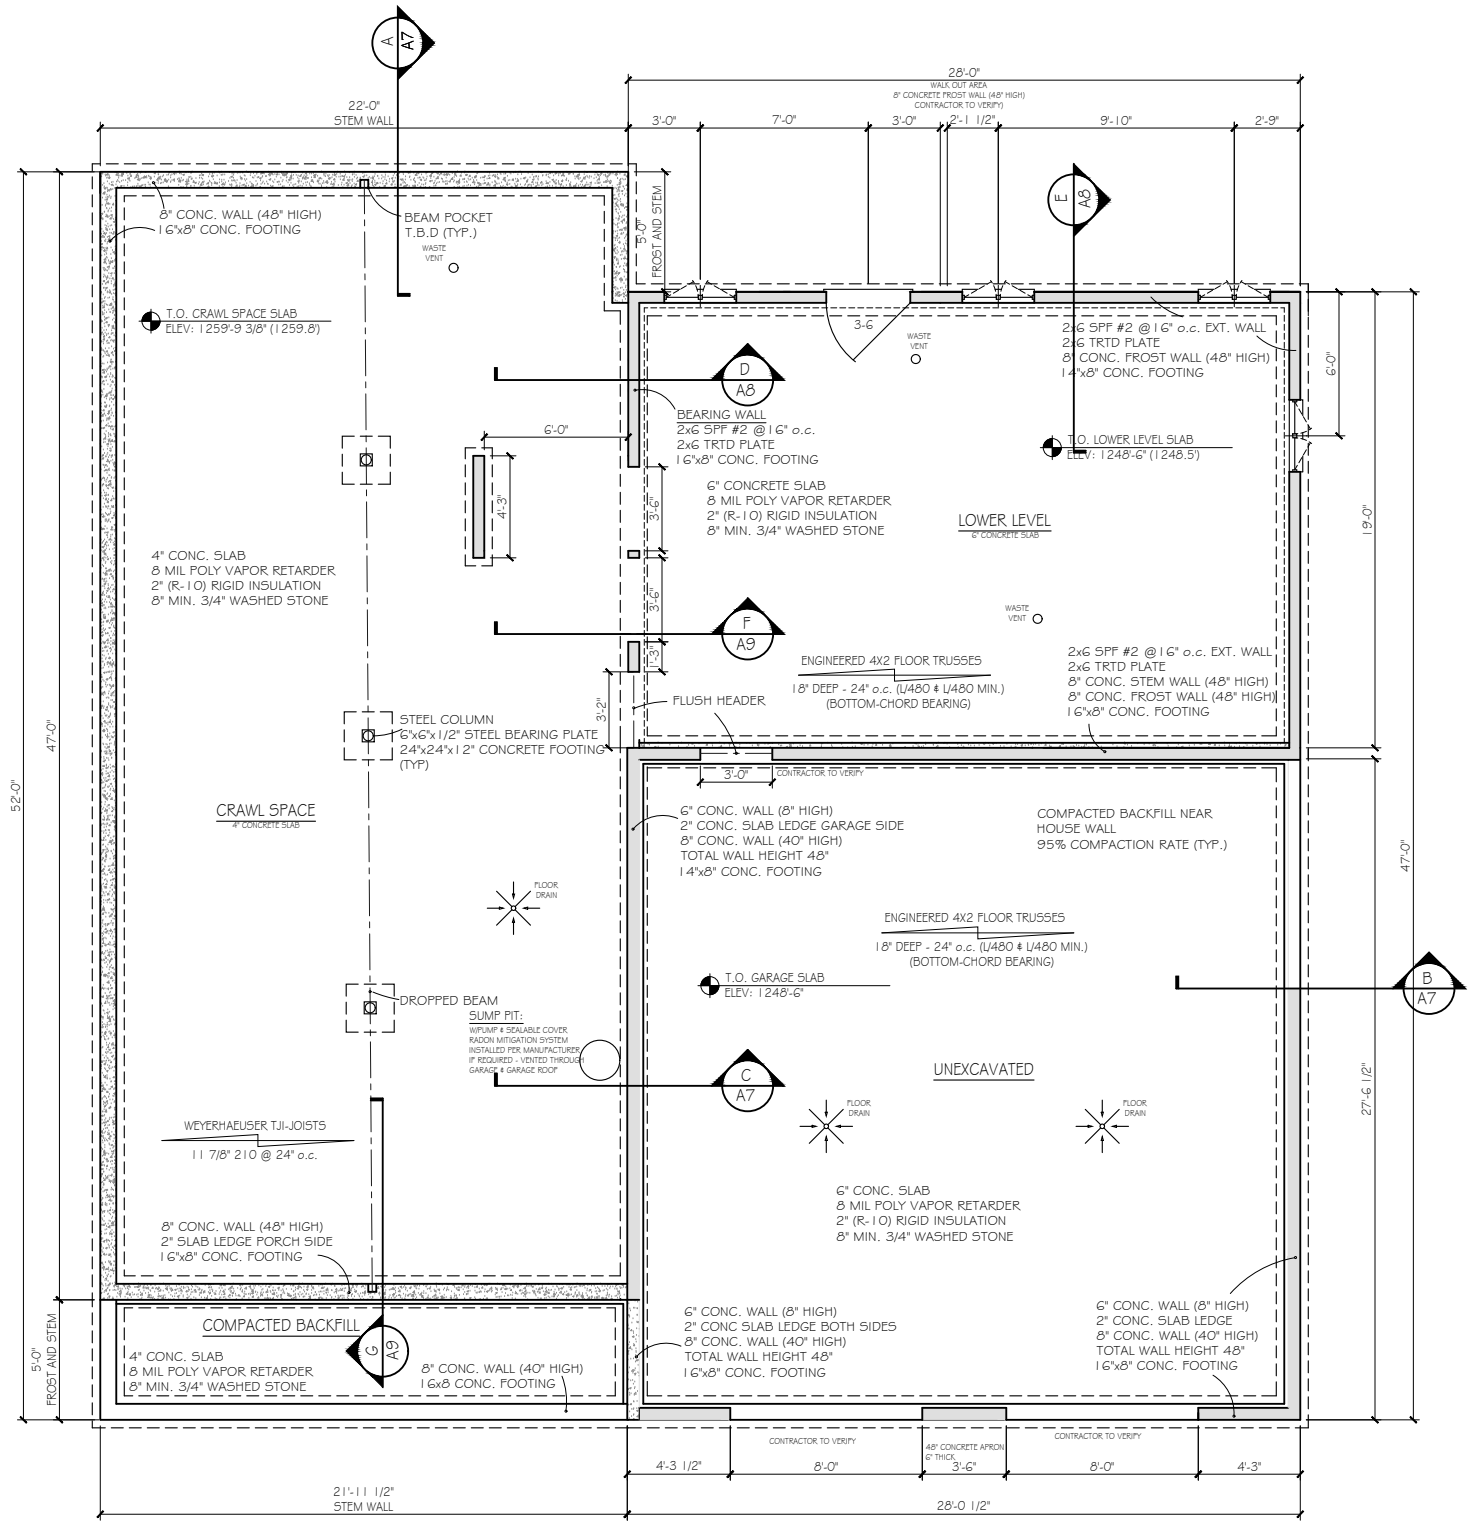 A
A7
28'-0"
WALK OUT AREA
8" CONCRETE FROST WALL (48" HIGH)
CONTRACTOR TO VERIFY)
22'-0"
STEM WALL
3'-0"
7'-0"
3'-0"
2'-1 1/2"
9'-10"
2'-9"
8" CONC. WALL (48" HIGH)
16"x8" CONC. FOOTING
BEAM POCKET
T.B.D (TYP.)
WASTE
VENT
5'-0"
FROST AND STEM
E
A8
T.O. CRAWL SPACE SLAB
ELEV: 1259'-9 3/8" (1259.8')
3-6
WASTE
VENT
2x6 SPF #2 @16" o.c. EXT. WALL
2x6 TRTD PLATE
8" CONC. FROST WALL (48" HIGH)
14"x8" CONC. FOOTING
6'-0"
D
A8
BEARING WALL
2x6 SPF #2 @16" o.c.
2x6 TRTD PLATE
16"x8" CONC. FOOTING
6'-0"
T.O. LOWER LEVEL SLAB
ELEV: 1248'-6" (1248.5')
6" CONCRETE SLAB
8 MIL POLY VAPOR RETARDER
2" (R-10) RIGID INSULATION
8" MIN. 3/4" WASHED STONE
4'-3"
3'-6"
LOWER LEVEL
6" CONCRETE SLAB
19'-0"
4" CONC. SLAB
8 MIL POLY VAPOR RETARDER
2" (R-10) RIGID INSULATION
8" MIN. 3/4" WASHED STONE
3'-6"
F
A9
WASTE
VENT
1'-3"
ENGINEERED 4X2 FLOOR TRUSSES
18" DEEP - 24" o.c. (L/480 & L/480 MIN.)
(BOTTOM-CHORD BEARING)
2x6 SPF #2 @16" o.c. EXT. WALL
2x6 TRTD PLATE
8" CONC. STEM WALL (48" HIGH)
8" CONC. FROST WALL (48" HIGH)
16"x8" CONC. FOOTING
3'-2"
FLUSH HEADER
STEEL COLUMN
6"x6"x1/2" STEEL BEARING PLATE
24"x24"x12" CONCRETE FOOTING
(TYP)
47'-0"
52'-0"
3'-0"
CONTRACTOR TO VERIFY
CRAWL SPACE
4" CONCRETE SLAB
6" CONC. WALL (8" HIGH)
2" CONC. SLAB LEDGE GARAGE SIDE
8" CONC. WALL (40" HIGH)
TOTAL WALL HEIGHT 48"
14"x8" CONC. FOOTING
COMPACTED BACKFILL NEAR
HOUSE WALL
95% COMPACTION RATE (TYP.)
47'-0"
FLOOR
DRAIN
ENGINEERED 4X2 FLOOR TRUSSES
18" DEEP - 24" o.c. (L/480 & L/480 MIN.)
(BOTTOM-CHORD BEARING)
T.O. GARAGE SLAB
ELEV: 1248'-6"
B
A7
DROPPED BEAM
SUMP PIT:
W/PUMP & SEALABLE COVER
RADON MITIGATION SYSTEM
INSTALLED PER MANUFACTURER
IF REQUIRED - VENTED THROUGH
GARAGE & GARAGE ROOF
C
A7
UNEXCAVATED
27'-6 1/2"
FLOOR
DRAIN
FLOOR
DRAIN
WEYERHAEUSER TJI-JOISTS
11 7/8" 210 @ 24" o.c.
6" CONC. SLAB
8 MIL POLY VAPOR RETARDER
2" (R-10) RIGID INSULATION
8" MIN. 3/4" WASHED STONE
8" CONC. WALL (48" HIGH)
2" SLAB LEDGE PORCH SIDE
16"x8" CONC. FOOTING
5'-0"
FROST AND STEM
COMPACTED BACKFILL
4" CONC. SLAB
8 MIL POLY VAPOR RETARDER
8" MIN. 3/4" WASHED STONE
G
A9
8" CONC. WALL (40" HIGH)
16x8 CONC. FOOTING
6" CONC. WALL (8" HIGH)
2" CONC SLAB LEDGE BOTH SIDES
8" CONC. WALL (40" HIGH)
TOTAL WALL HEIGHT 48"
16"x8" CONC. FOOTING
6" CONC. WALL (8" HIGH)
2" CONC. SLAB LEDGE
8" CONC. WALL (40" HIGH)
TOTAL WALL HEIGHT 48"
16"x8" CONC. FOOTING
CONTRACTOR TO VERIFY
48" CONCRETE APRON
6" THICK
CONTRACTOR TO VERIFY
4'-3 1/2"
8'-0"
3'-6"
8'-0"
4'-3"
21'-11 1/2"
STEM WALL
28'-0 1/2"